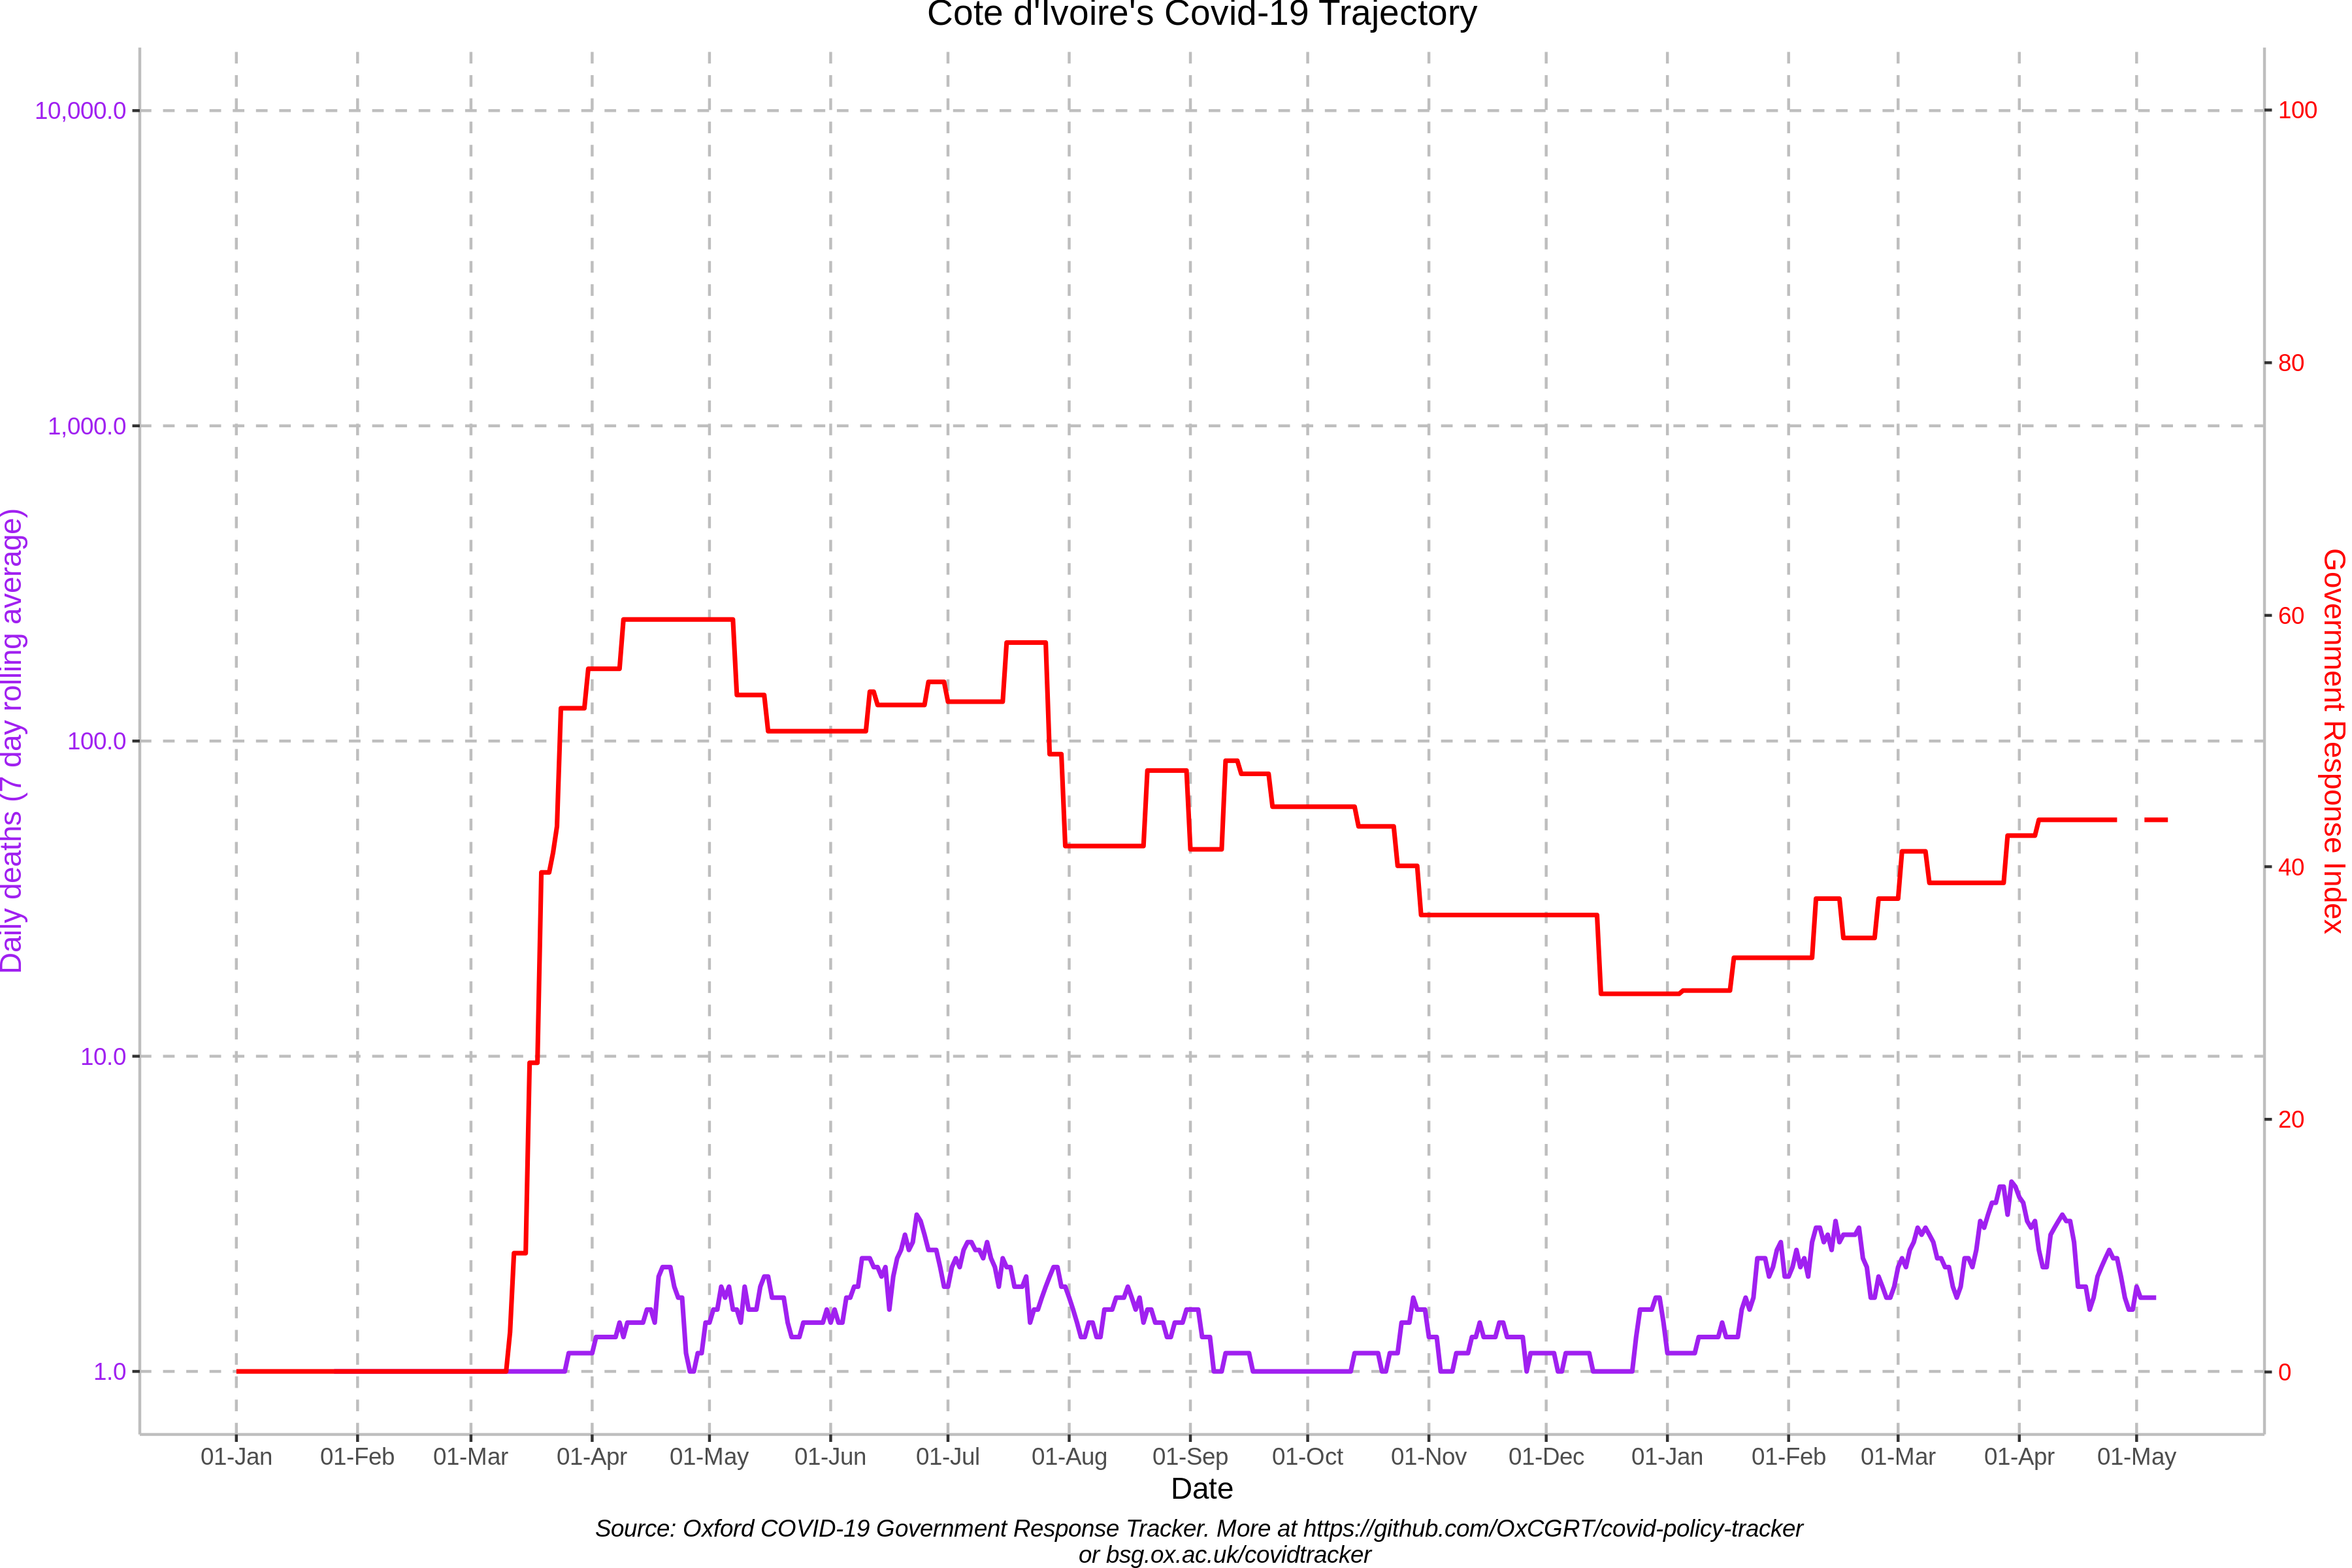 Cote d'Ivoire's Covid-19 Trajectory
10,000.0
1,000.0
100.0
10.0
1.0
Daily deaths (7 day rolling average)
100
80
60
40
20
0
Government Response Index
01-Jan 01-Feb 01-Mar 01-Apr 01-May 01-Jun 01-Jul 01-Aug 01-Sep 01-Oct 01-Nov 01-Dec 01-Jan 01-Feb 01-Mar 01-Apr 01-May
Date
Source: Oxford COVID-19 Government Response Tracker. More at https://github.com/OxCGRT/covid-policy-tracker
or bsg.ox.ac.uk/covidtracker